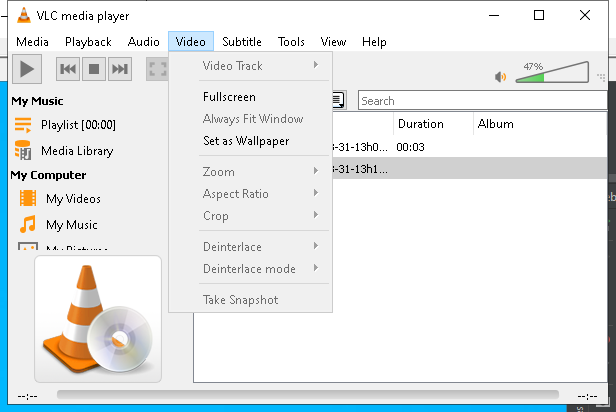 VLC media player
Media Playback Audio Video Subtitle Tools View Help
47%
Video Track
Fullscreen
Always Fit Window
Set as Wallpaper
Zoom
Aspect Ratio
Crop
Deinterlace
Deinterlace mode
Take Snapshot
My Music
Playlist [00:00]
Media Library
My Computer
My Videos
My Music
My Pictures
Search
Duration Album
3-31-13h0... 00:03
3-31-13h1...
--:-- --:--